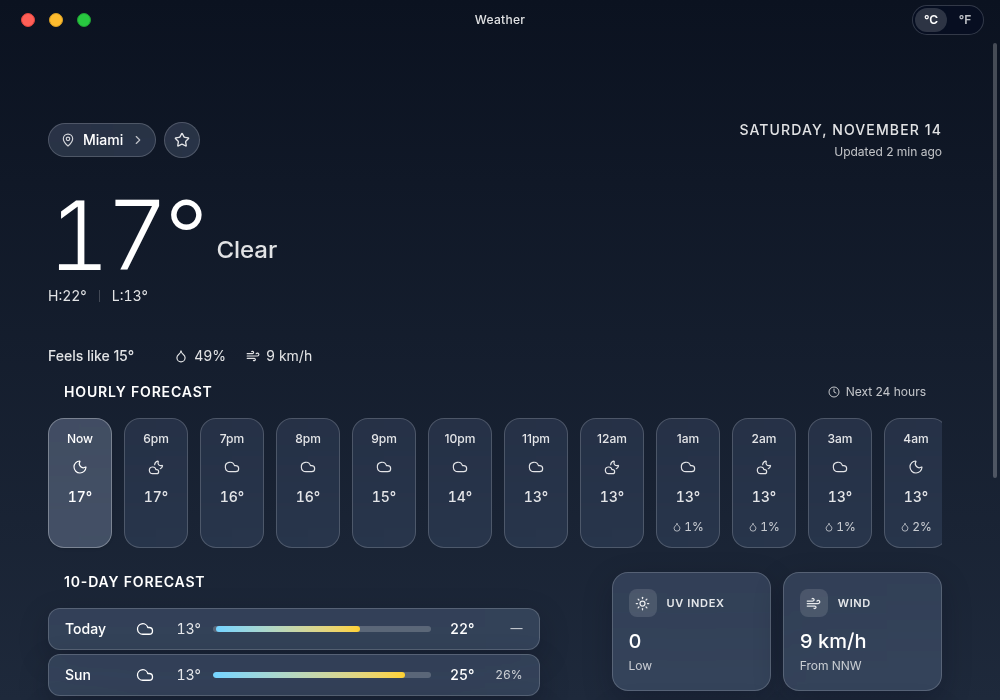 Weather
°C °F
Miami
SATURDAY, NOVEMBER 14
Updated 2 min ago
17° Clear
H:22° L:13°
Feels like 15° 49% 9 km/h
HOURLY FORECAST
Next 24 hours
Now 6pm 7pm 8pm 9pm 10pm 11pm 12am 1am 2am 3am 4am
17° 17° 16° 16° 15° 14° 13° 13° 13° 13° 13° 13°
1% 1% 1% 2%
10-DAY FORECAST
Today 13° 22° —
Sun 13° 25° 26%
UV INDEX
0
Low
WIND
9 km/h
From NNW